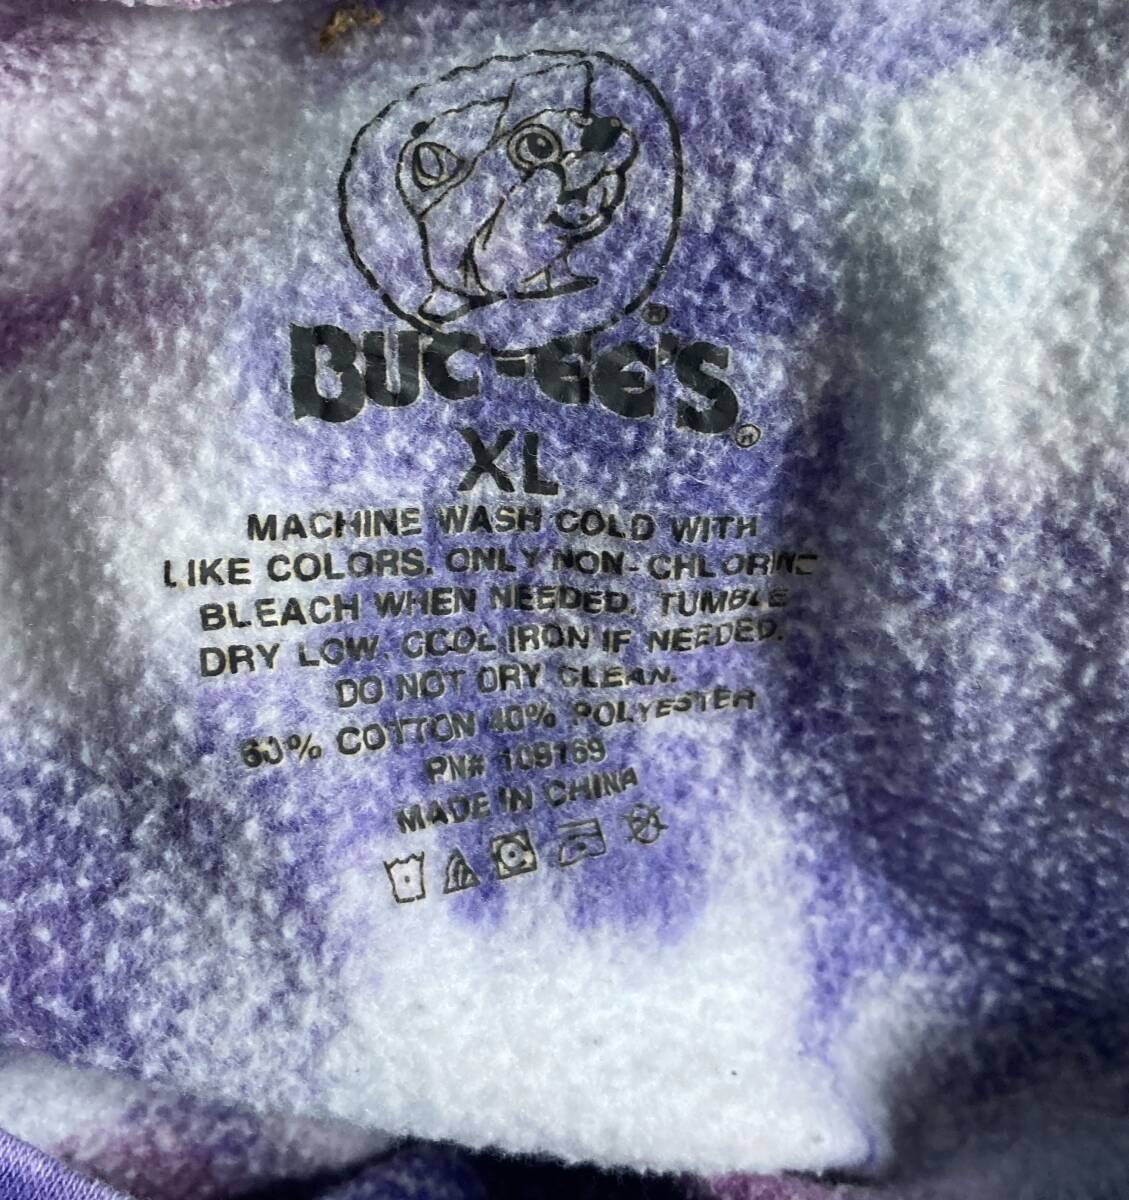 BUC-EE'S®
XL
MACHINE WASH COLD WITH
LIKE COLORS. ONLY NON-CHLORINE
BLEACH WHEN NEEDED. TUMBLE
DRY LOW. COOL IRON IF NEEDED.
DO NOT DRY CLEAN.
60% COTTON 40% POLYESTER
RN# 109169
MADE IN CHINA